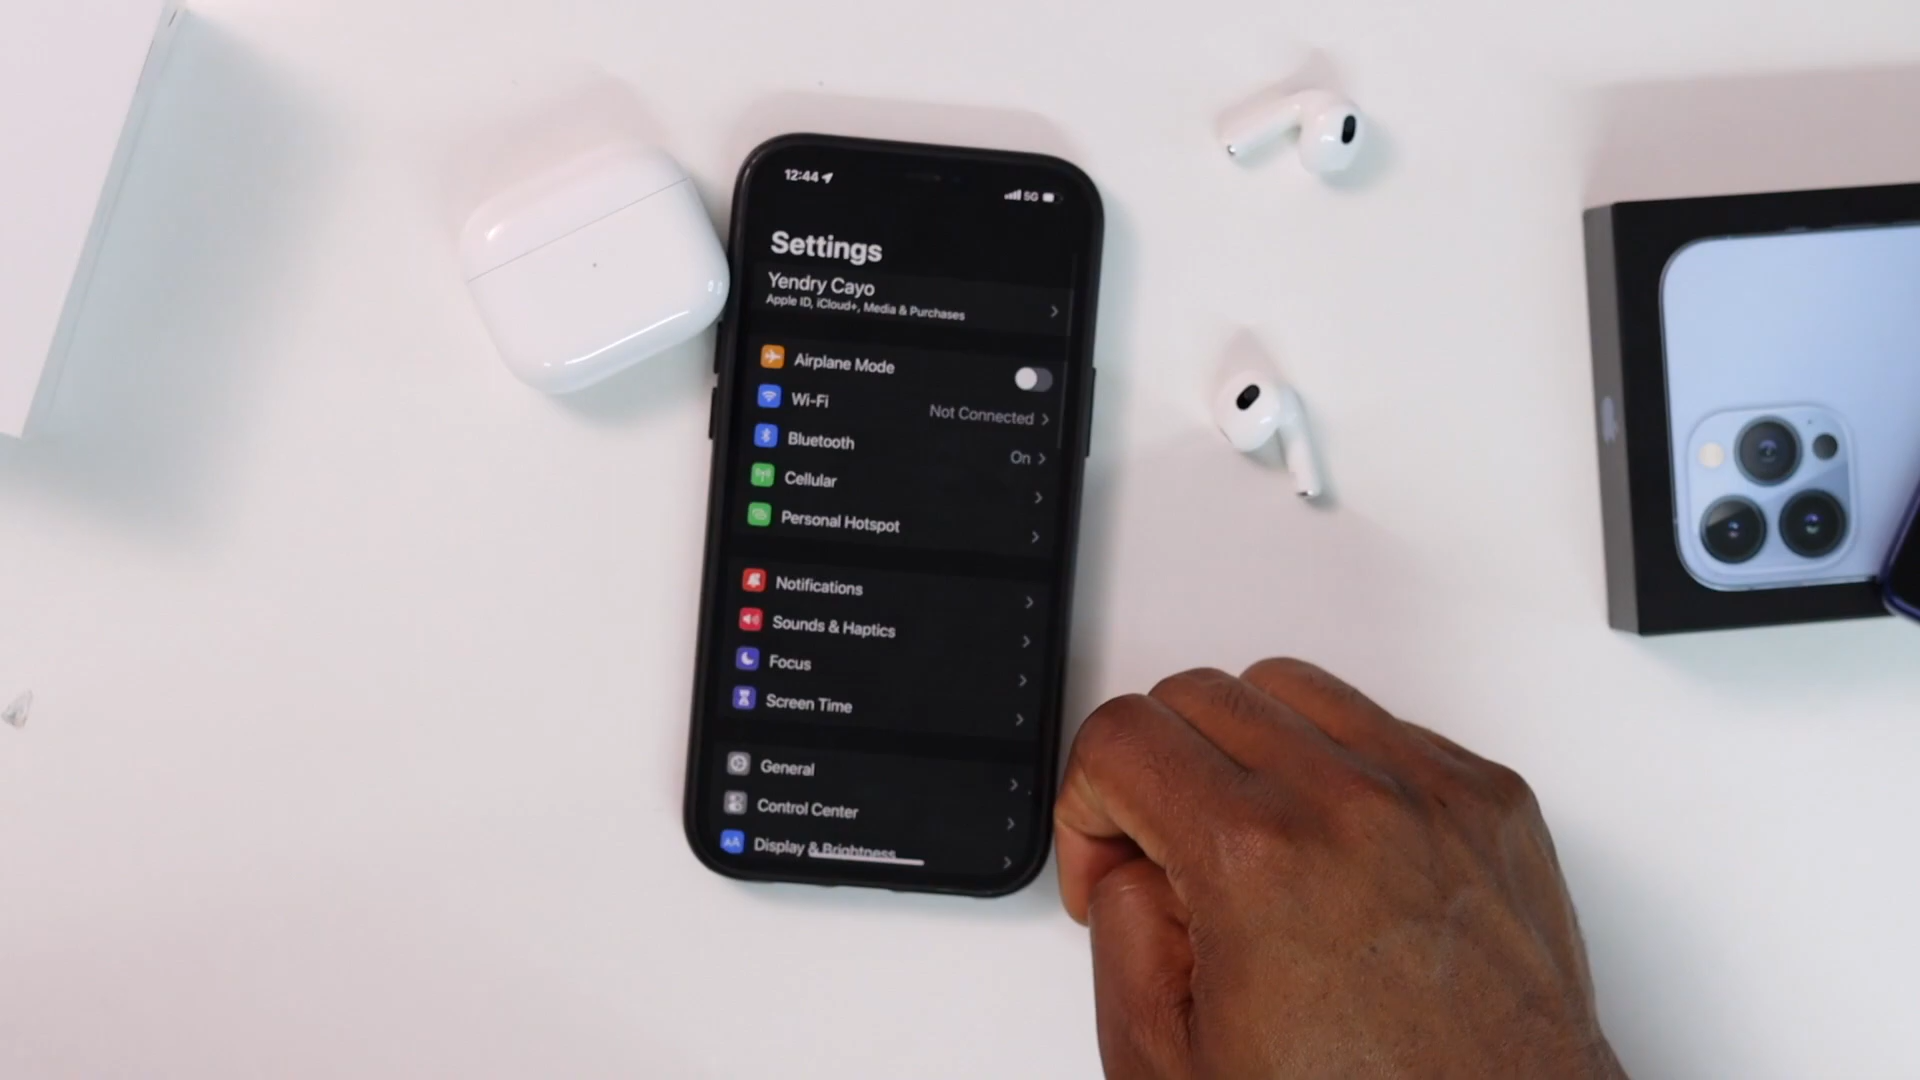 12:44
5G
Settings
Yendry Cayo
Apple ID, iCloud+, Media & Purchases
Airplane Mode
Wi-Fi Not Connected
Bluetooth On
Cellular
Personal Hotspot
Notifications
Sounds & Haptics
Focus
Screen Time
General
Control Center
AA Display & Brightness